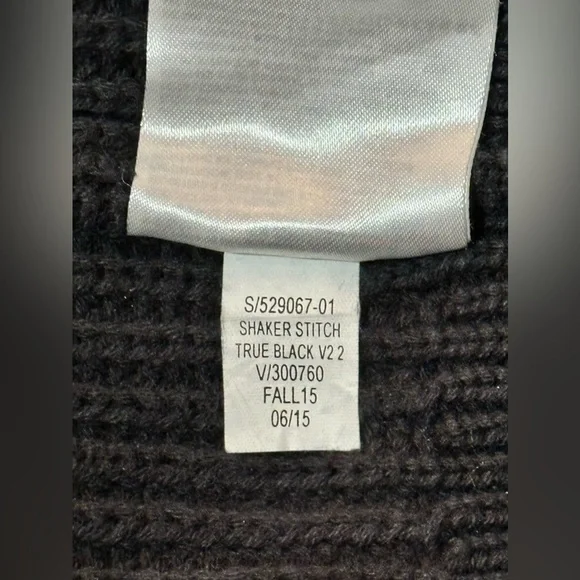 S/529067-01
SHAKER STITCH
TRUE BLACK V2 2
V/300760
FALL15
06/15